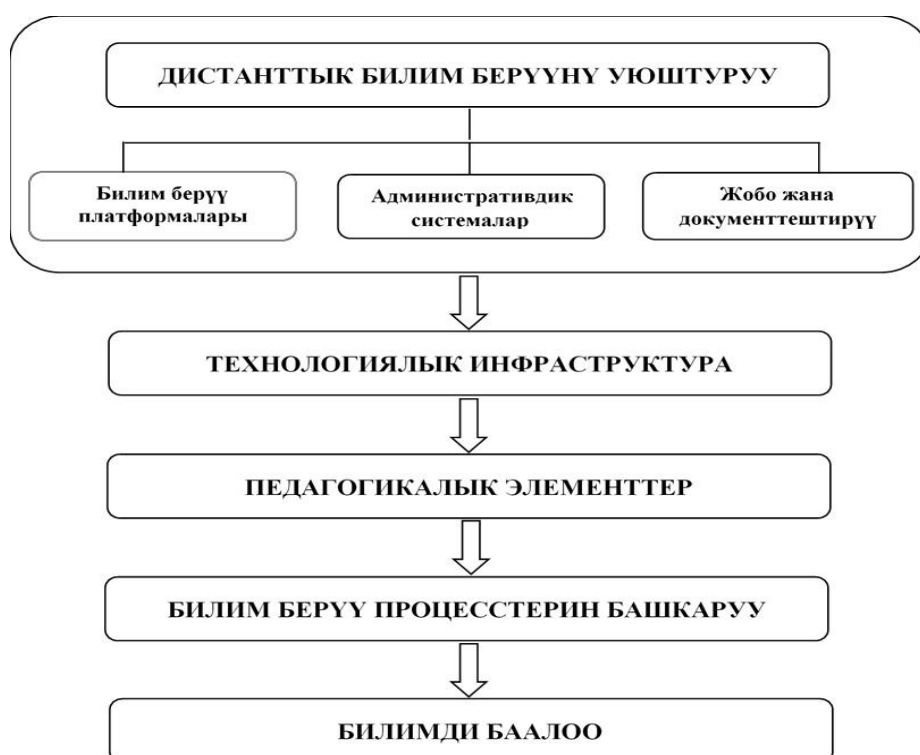 ДИСТАНТТЫК БИЛИМ БЕРҮҮНҮ УЮШТУРУУ
Билим берүү
платформалары
Административдик
системалар
Жобо жана
документтештирүү
ТЕХНОЛОГИЯЛЫК ИНФРАСТРУКТУРА
ПЕДАГОГИКАЛЫК ЭЛЕМЕНТТЕР
БИЛИМ БЕРҮҮ ПРОЦЕССТЕРИН БАШКАРУУ
БИЛИМДИ БААЛОО